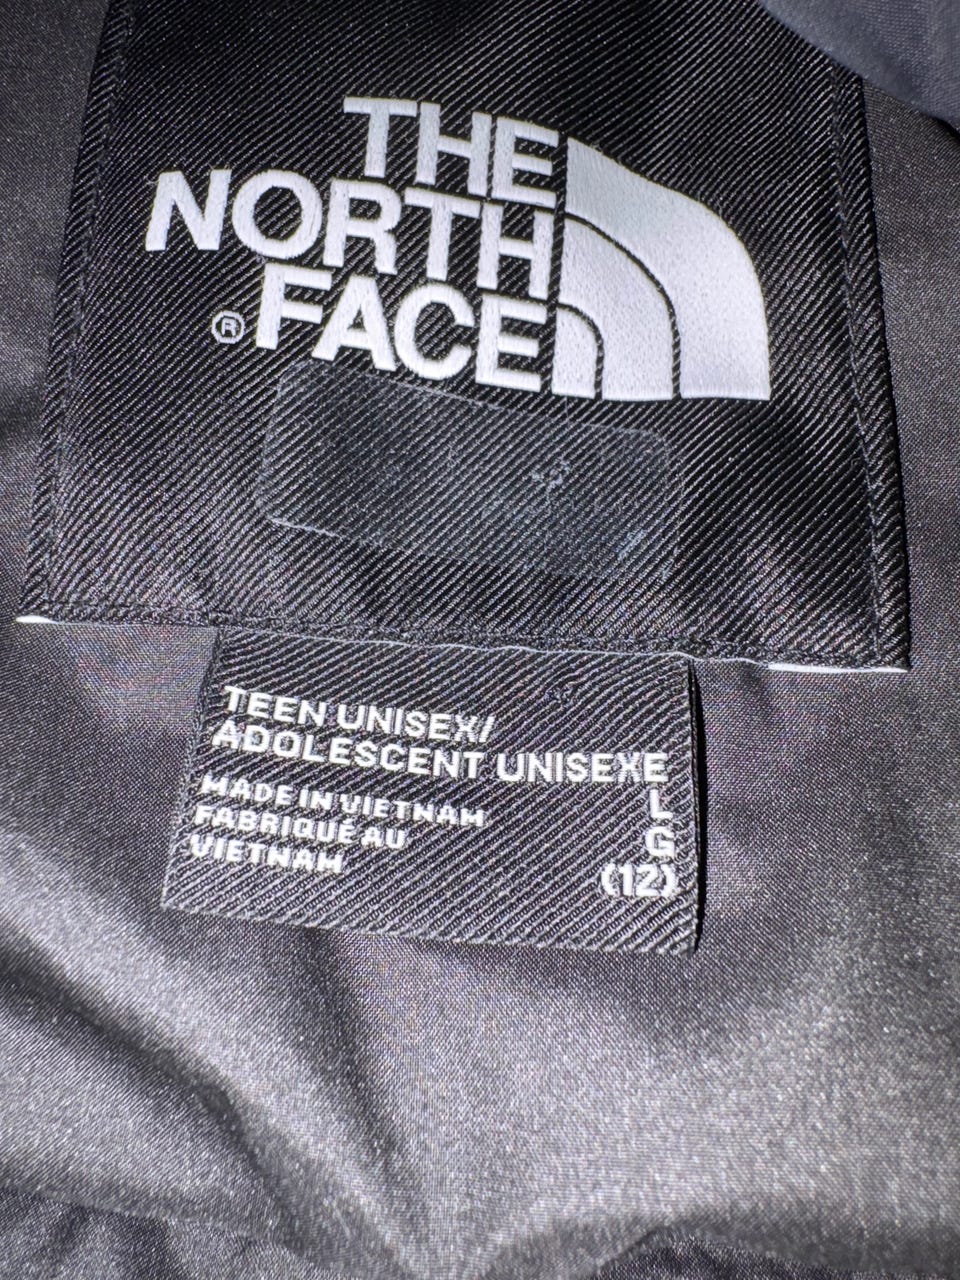 THE
NORTH
FACE
®
TEEN UNISEX/
ADOLESCENT UNISEXE
MADE IN VIETNAM
FABRIQUÉ AU
VIETNAM
L
G
(12)